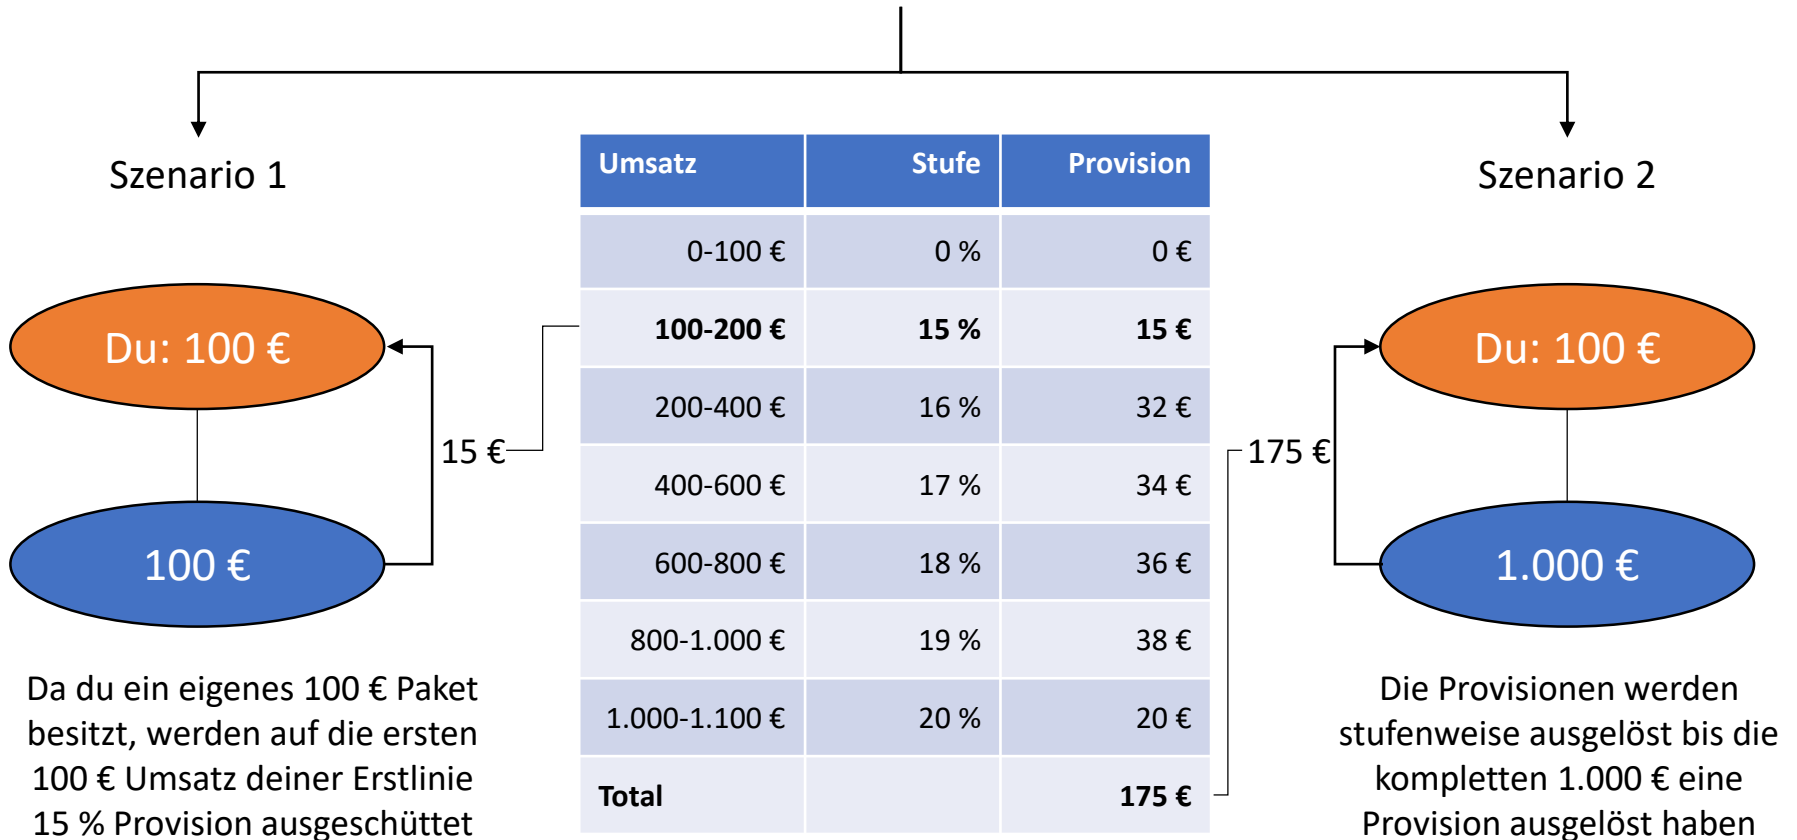 Szenario 1
Du: 100 €
15 €
100 €
Da du ein eigenes 100 € Paket
besitzt, werden auf die ersten
100 € Umsatz deiner Erstlinie
15 % Provision ausgeschüttet
Umsatz Stufe Provision
0-100 € 0 % 0 €
100-200 € 15 % 15 €
200-400 € 16 % 32 €
400-600 € 17 % 34 €
600-800 € 18 % 36 €
800-1.000 € 19 % 38 €
1.000-1.100 € 20 % 20 €
Total 175 €
Szenario 2
Du: 100 €
175 €
1.000 €
Die Provisionen werden
stufenweise ausgelöst bis die
kompletten 1.000 € eine
Provision ausgelöst haben